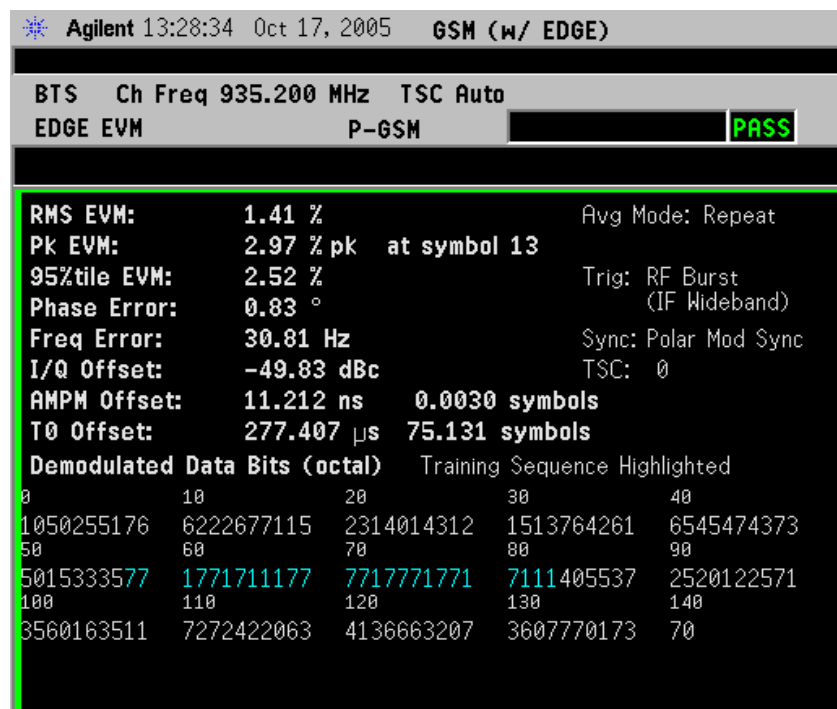 Agilent 13:28:34 Oct 17, 2005 GSM (w/ EDGE)
BTS Ch Freq 935.200 MHz TSC Auto
EDGE EVM P-GSM PASS
RMS EVM: 1.41 % Avg Mode: Repeat
Pk EVM: 2.97 % pk at symbol 13
95%tile EVM: 2.52 % Trig: RF Burst
Phase Error: 0.83 ° (IF Wideband)
Freq Error: 30.81 Hz Sync: Polar Mod Sync
I/Q Offset: -49.83 dBc TSC: 0
AMPM Offset: 11.212 ns 0.0030 symbols
T0 Offset: 277.407 µs 75.131 symbols
Demodulated Data Bits (octal) Training Sequence Highlighted
0 10 20 30 40
1050255176 6222677115 2314014312 1513764261 6545474373
50 60 70 80 90
5015333577 1771711177 7717771771 7111405537 2520122571
100 110 120 130 140
3560163511 7272422063 4136663207 3607770173 70